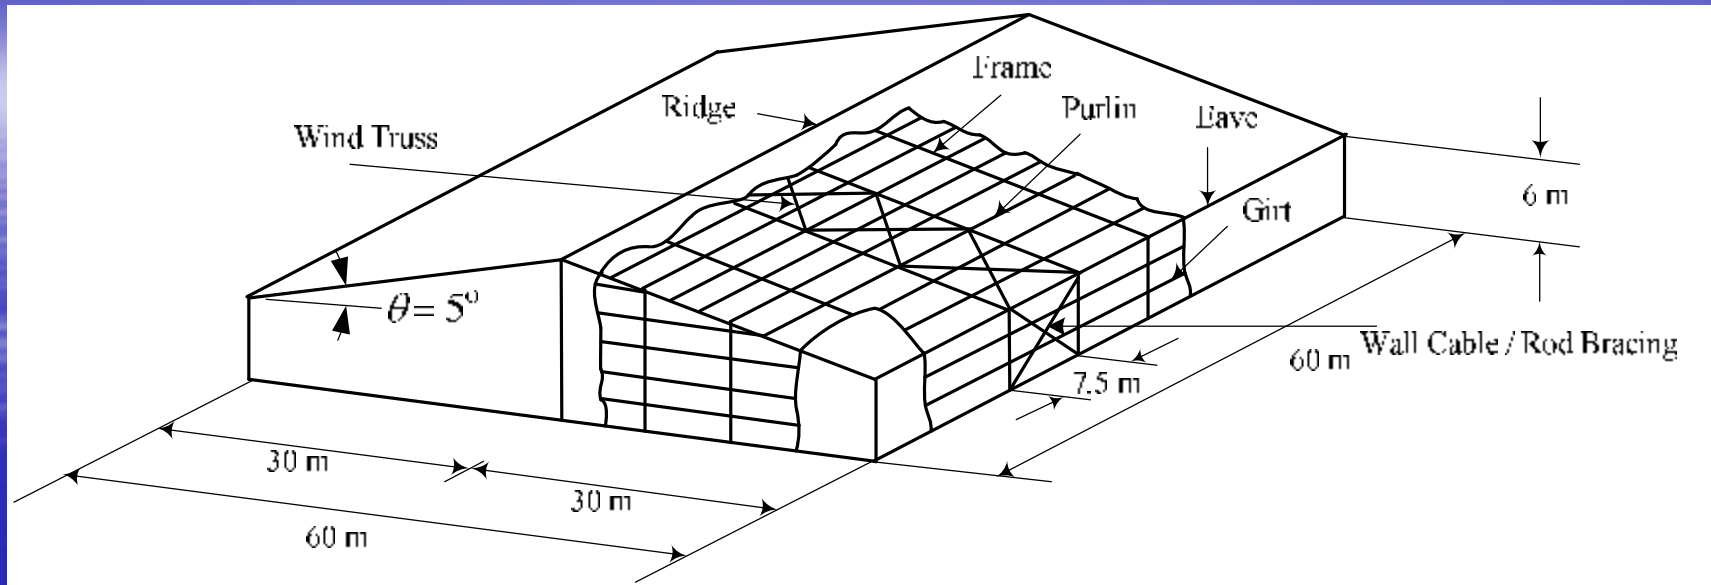 Frame
Ridge
Purlin
Eave
Wind Truss
6 m
Girt
θ = 5°
Wall Cable / Rod Bracing
60 m
7.5 m
30 m
30 m
60 m